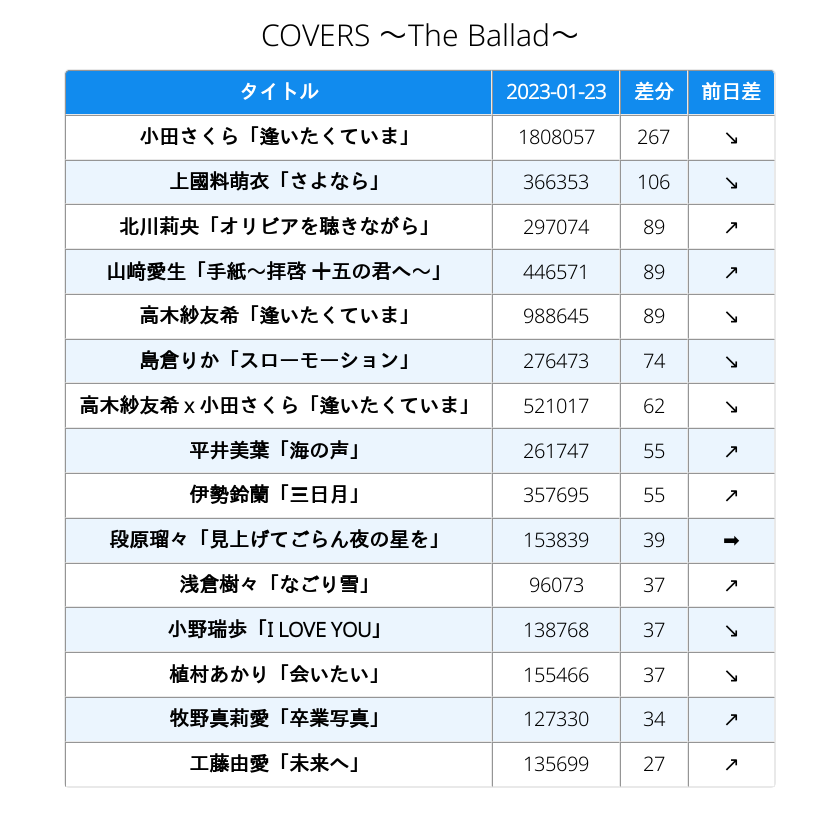 COVERS ～The Ballad～
タイトル 2023-01-23 差分 前日差
小田さくら「逢いたくていま」 1808057 267 ↘
上國料萌衣「さよなら」 366353 106 ↘
北川莉央「オリビアを聴きながら」 297074 89 ↗
山﨑愛生「手紙～拝啓 十五の君へ～」 446571 89 ↗
高木紗友希「逢いたくていま」 988645 89 ↘
島倉りか「スローモーション」 276473 74 ↘
高木紗友希 x 小田さくら「逢いたくていま」 521017 62 ↘
平井美葉「海の声」 261747 55 ↗
伊勢鈴蘭「三日月」 357695 55 ↗
段原瑠々「見上げてごらん夜の星を」 153839 39 ➡
浅倉樹々「なごり雪」 96073 37 ↗
小野瑞歩「I LOVE YOU」 138768 37 ↘
植村あかり「会いたい」 155466 37 ↘
牧野真莉愛「卒業写真」 127330 34 ↗
工藤由愛「未来へ」 135699 27 ↗